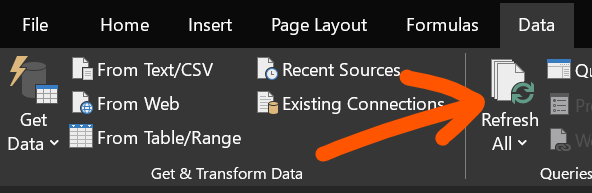 File Home Insert Page Layout Formulas Data
From Text/CSV Recent Sources
From Web Existing Connections
From Table/Range
Get
Data
Refresh
All
Get & Transform Data
Queries